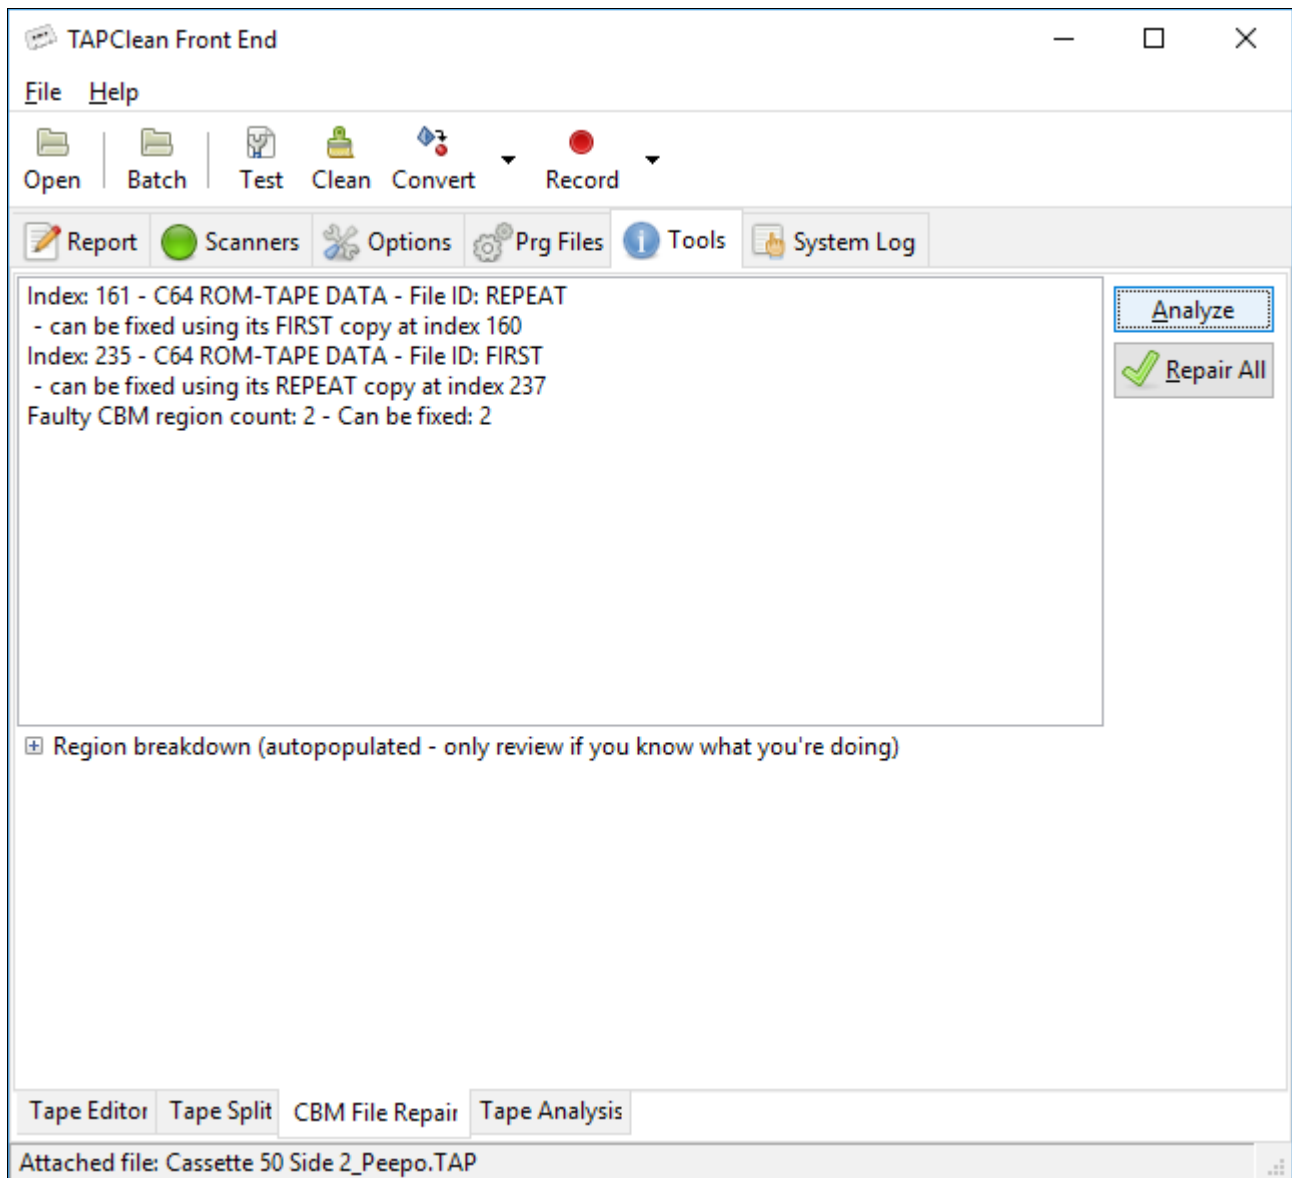 TAPClean Front End
File Help
Open Batch Test Clean Convert Record
Report Scanners Options Prg Files Tools System Log
Index: 161 - C64 ROM-TAPE DATA - File ID: REPEAT
- can be fixed using its FIRST copy at index 160
Index: 235 - C64 ROM-TAPE DATA - File ID: FIRST
- can be fixed using its REPEAT copy at index 237
Faulty CBM region count: 2 - Can be fixed: 2
Analyze
Repair All
Region breakdown (autopopulated - only review if you know what you're doing)
Tape Editor Tape Split CBM File Repair Tape Analysis
Attached file: Cassette 50 Side 2_Peepo.TAP